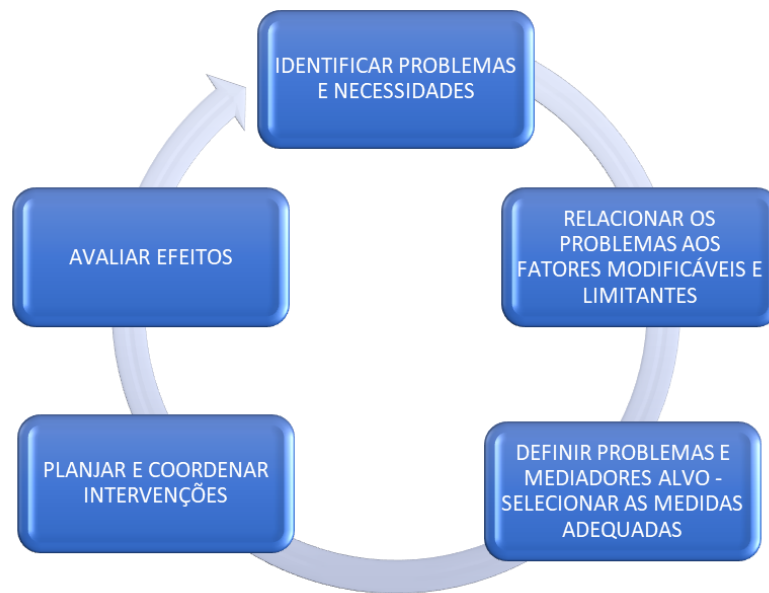 IDENTIFICAR PROBLEMAS
E NECESSIDADES
RELACIONAR OS
PROBLEMAS AOS
FATORES MODIFICÁVEIS E
LIMITANTES
DEFINIR PROBLEMAS E
MEDIADORES ALVO -
SELECIONAR AS MEDIDAS
ADEQUADAS
PLANJAR E COORDENAR
INTERVENÇÕES
AVALIAR EFEITOS